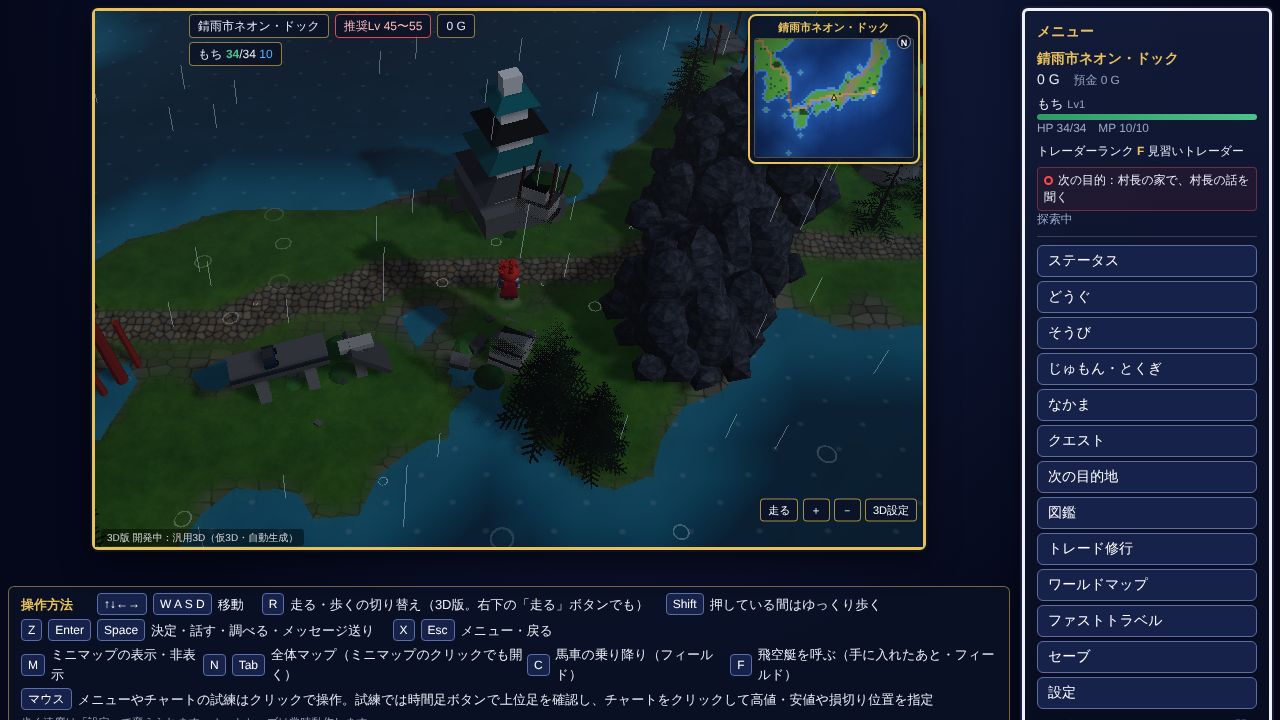 錆雨市ネオン・ドック
推奨Lv 45〜55
0 G
もち 34/34 10
錆雨市ネオン・ドック
N
走る
+
−
3D設定
3D版 開発中：汎用3D（仮3D・自動生成）
メニュー
錆雨市ネオン・ドック
0 G 預金 0 G
もち Lv1
HP 34/34 MP 10/10
トレーダーランク F 見習いトレーダー
次の目的：村長の家で、村長の話を
聞く
探索中
ステータス
どうぐ
そうび
じゅもん・とくぎ
なかま
クエスト
次の目的地
図鑑
トレード修行
ワールドマップ
ファストトラベル
セーブ
設定
操作方法 ↑↓←→ W A S D 移動 R 走る・歩くの切り替え（3D版。右下の「走る」ボタンでも） Shift 押している間はゆっくり歩く
Z Enter Space 決定・話す・調べる・メッセージ送り X Esc メニュー・戻る
M ミニマップの表示・非表示 N Tab 全体マップ（ミニマップのクリックでも開く） C 馬車の乗り降り（フィールド） F 飛空艇を呼ぶ（手に入れたあと・フィールド）
マウス メニューやチャートの試練はクリックで操作。試練では時間足ボタンで上位足を確認し、チャートをクリックして高値・安値や損切り位置を指定